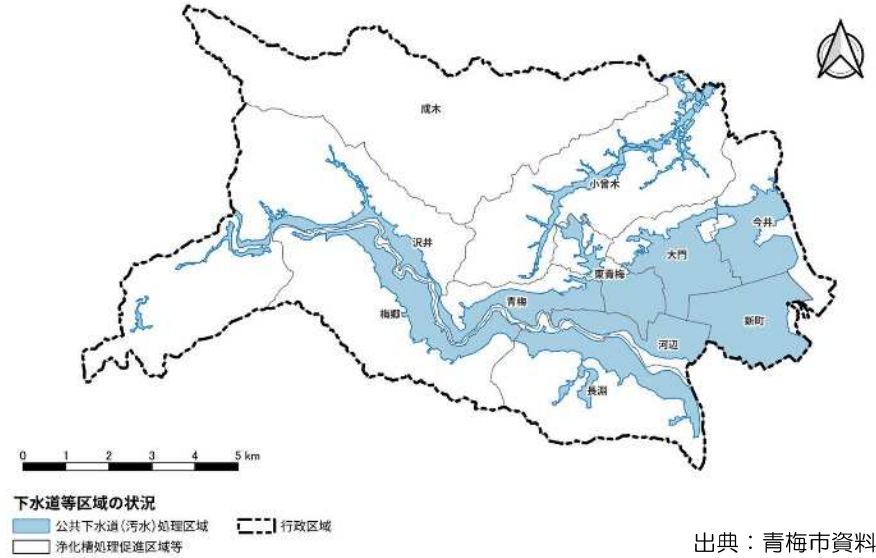 成木
小曾木
今井
沢井
大門
東青梅
青梅
梅郷
新町
河辺
長淵
0 1 2 3 4 5 km
下水道等区域の状況
公共下水道(汚水)処理区域 行政区域
浄化槽処理促進区域等
出典：青梅市資料